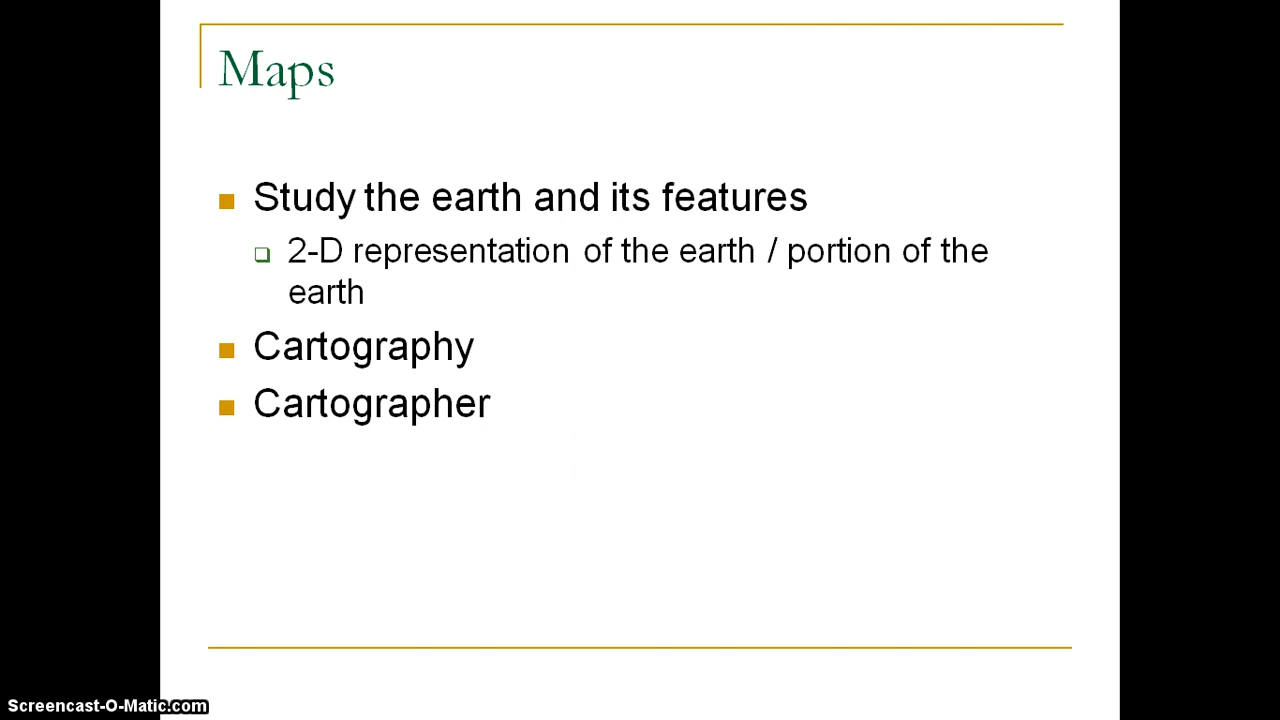 Maps
Study the earth and its features
2-D representation of the earth / portion of the
earth
Cartography
Cartographer
Screencast-O-Matic.com